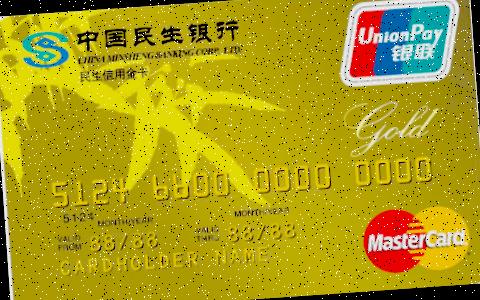 中国民生银行
CHINA MINSHENG BANKING CORP., LTD.
民生信用金卡
UnionPay
银联
Gold
5124 6600 0000 0000
5124
MONTH/YEAR
MONTH/YEAR
VALID FROM 88/88 VALID THRU 88/88
CARDHOLDER NAME
MasterCard